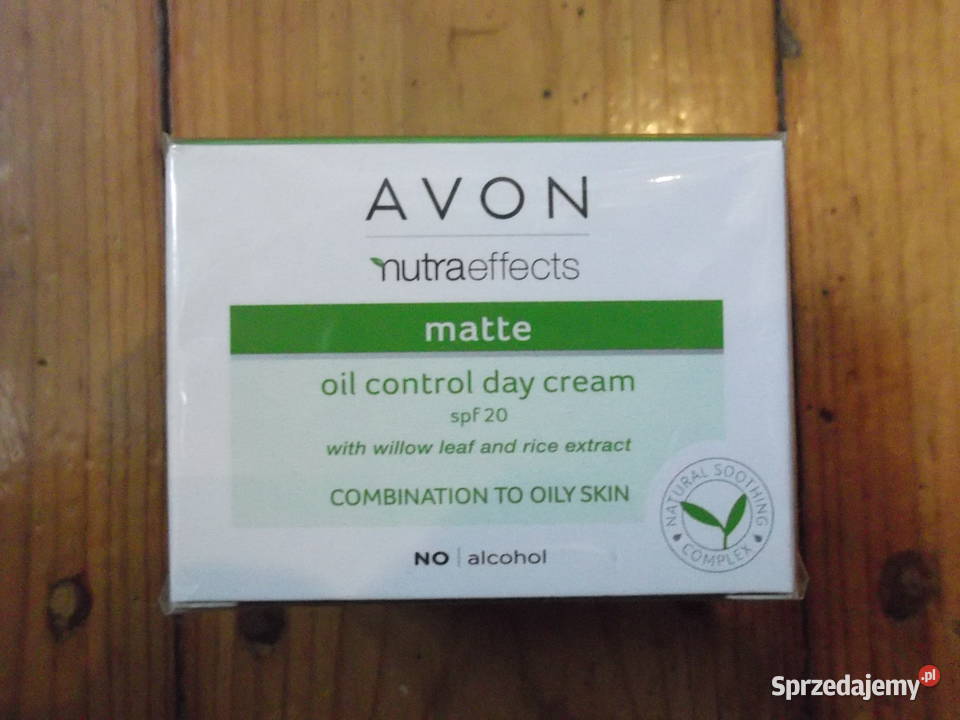 AVON
nutraeffects
matte
oil control day cream
spf 20
with willow leaf and rice extract
COMBINATION TO OILY SKIN
NATURAL SOOTHING
COMPLEX
NO | alcohol
Sprzedajemy.pl